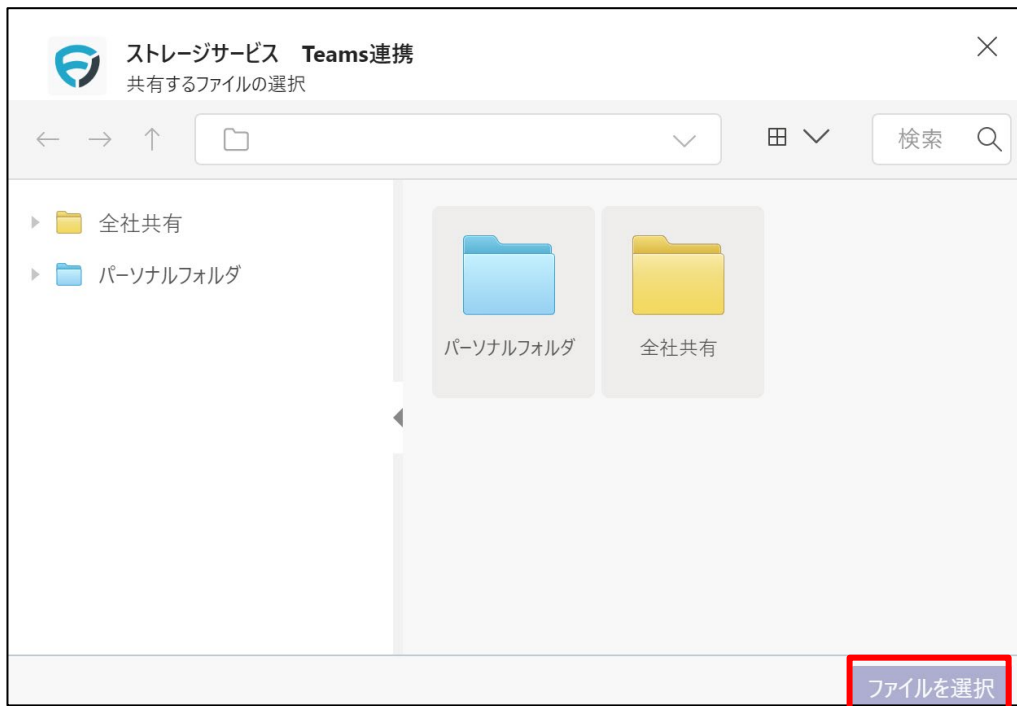 ストレージサービス　Teams連携
共有するファイルの選択
検索
全社共有
パーソナルフォルダ
パーソナルフォルダ
全社共有
ファイルを選択